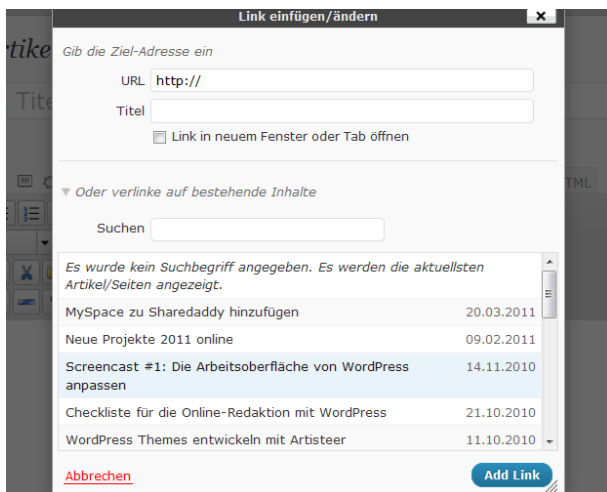 Link einfügen/ändern
tike
Gib die Ziel-Adresse ein
URL http://
Tite
Titel
Link in neuem Fenster oder Tab öffnen
TML
Oder verlinke auf bestehende Inhalte
Suchen
Es wurde kein Suchbegriff angegeben. Es werden die aktuellsten
Artikel/Seiten angezeigt.
MySpace zu Sharedaddy hinzufügen 20.03.2011
Neue Projekte 2011 online 09.02.2011
Screencast #1: Die Arbeitsoberfläche von WordPress 14.11.2010
anpassen
Checkliste für die Online-Redaktion mit WordPress 21.10.2010
WordPress Themes entwickeln mit Artisteer 11.10.2010
Abbrechen Add Link